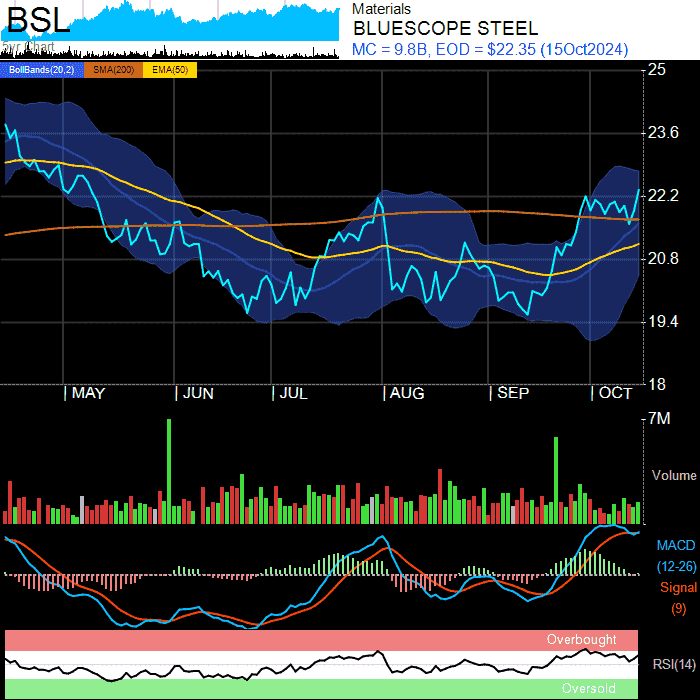 BSL
5yr Chart
Materials
BLUESCOPE STEEL
MC = 9.8B, EOD = $22.35 (15Oct2024)
BollBands(20,2) SMA(200) EMA(50)
25
23.6
22.2
20.8
19.4
18
MAY JUN JUL AUG SEP OCT
7M
Volume
MACD
(12-26)
Signal
(9)
Overbought
RSI(14)
Oversold